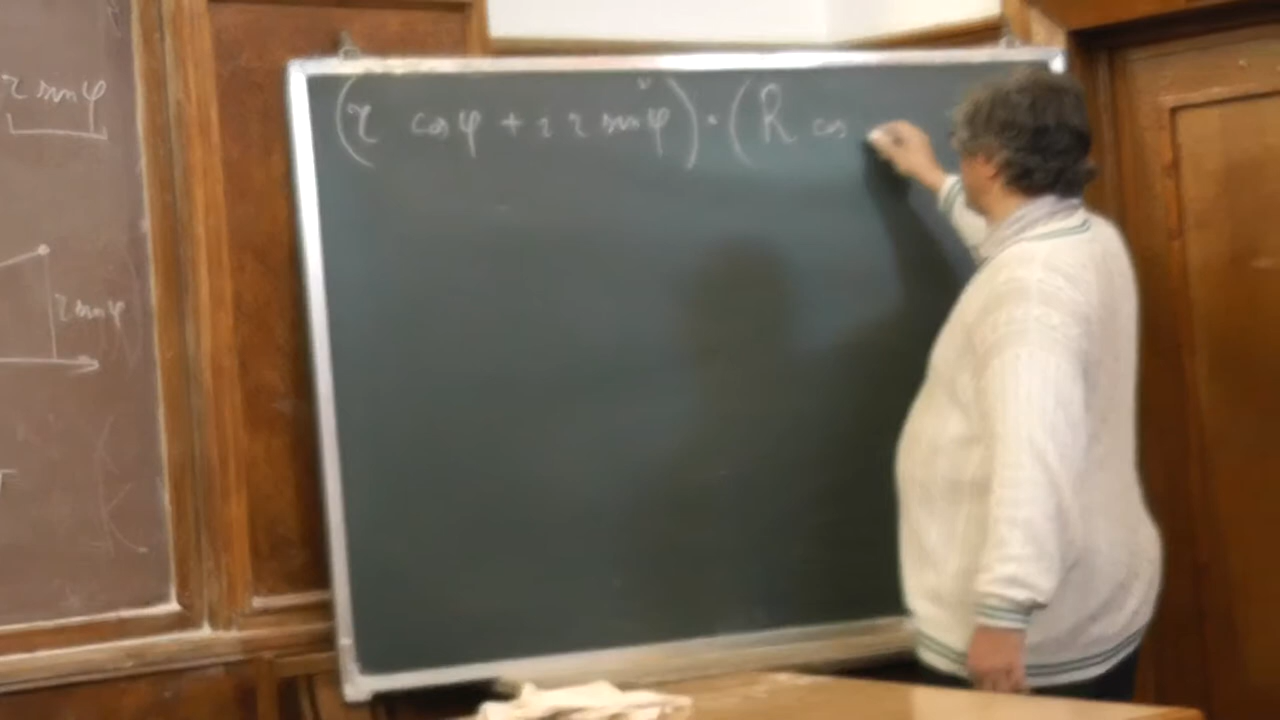 r sin φ
(r cos φ + i r sin φ) · (R cos
r sin φ